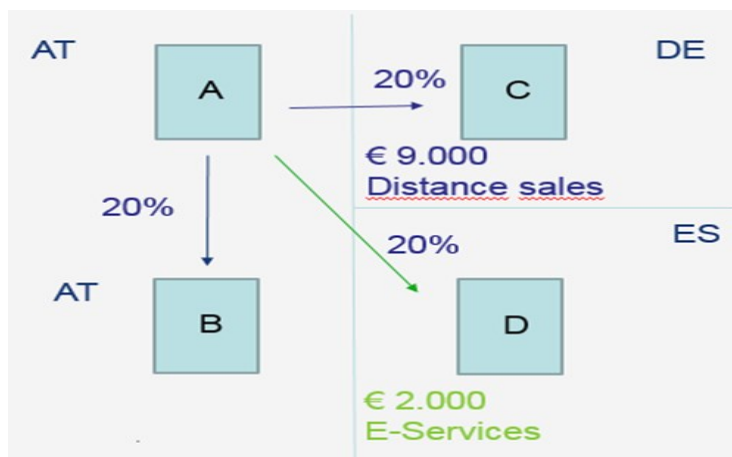 AT
A
20%
C
DE
€ 9.000
Distance sales
20%
20%
ES
AT
B
D
€ 2.000
E-Services